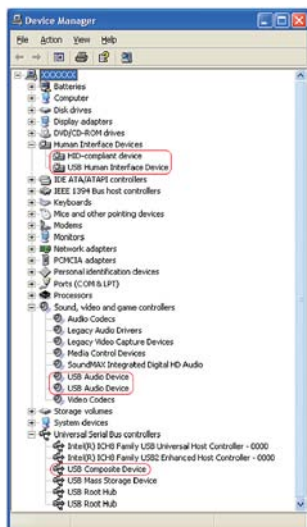 Device Manager
File Action View Help
XXXXXXX
Batteries
Computer
Disk drives
Display adapters
DVD/CD-ROM drives
Human Interface Devices
HID-compliant device
USB Human Interface Device
IDE ATA/ATAPI controllers
IEEE 1394 Bus host controllers
Keyboards
Mice and other pointing devices
Modems
Monitors
Network adapters
PCMCIA adapters
Personal identification devices
Ports (COM & LPT)
Processors
Sound, video and game controllers
Audio Codecs
Legacy Audio Drivers
Legacy Video Capture Devices
Media Control Devices
SoundMAX Integrated Digital HD Audio
USB Audio Device
USB Audio Device
Video Codecs
Storage volumes
System devices
Universal Serial Bus controllers
Intel(R) ICH8 Family USB Universal Host Controller - 0000
Intel(R) ICH8 Family USB2 Enhanced Host Controller - 0000
USB Composite Device
USB Mass Storage Device
USB Root Hub
USB Root Hub